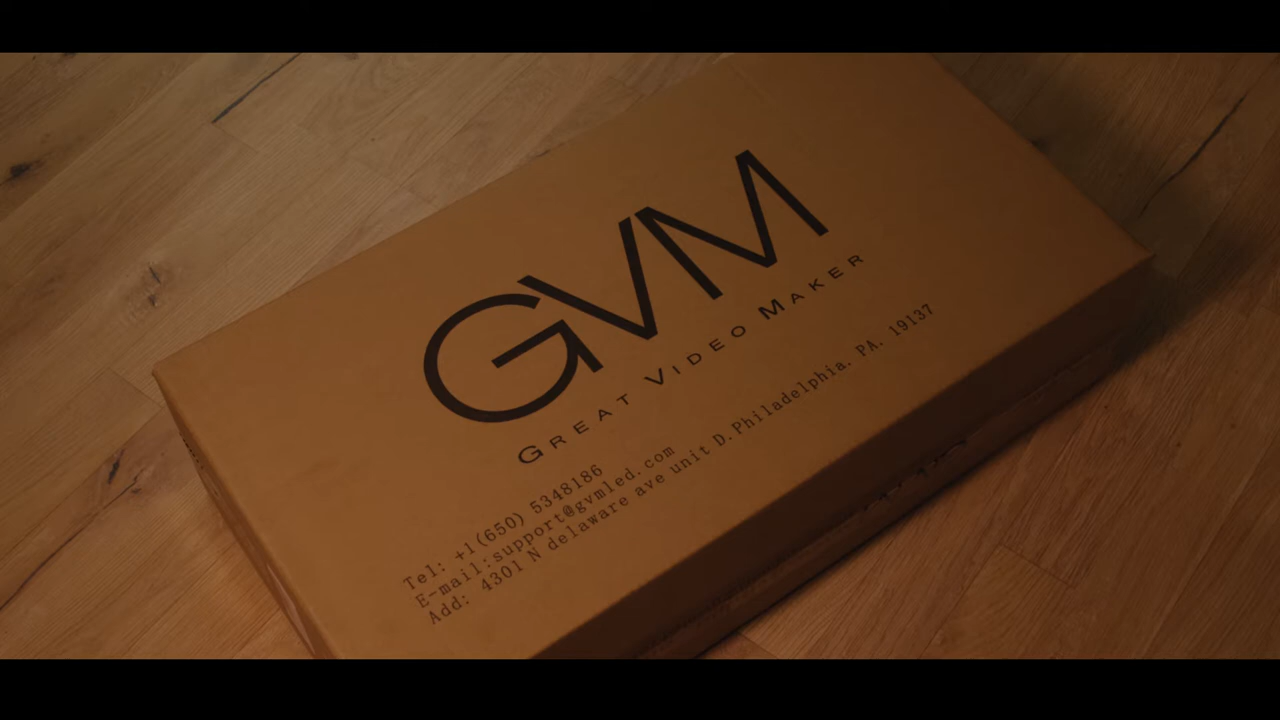 GVM
GREAT VIDEO MAKER
Tel: +1(650) 5348186
E-mail:support@gvmled.com
Add: 4301 N delaware ave unit D.Philadelphia. PA. 19137